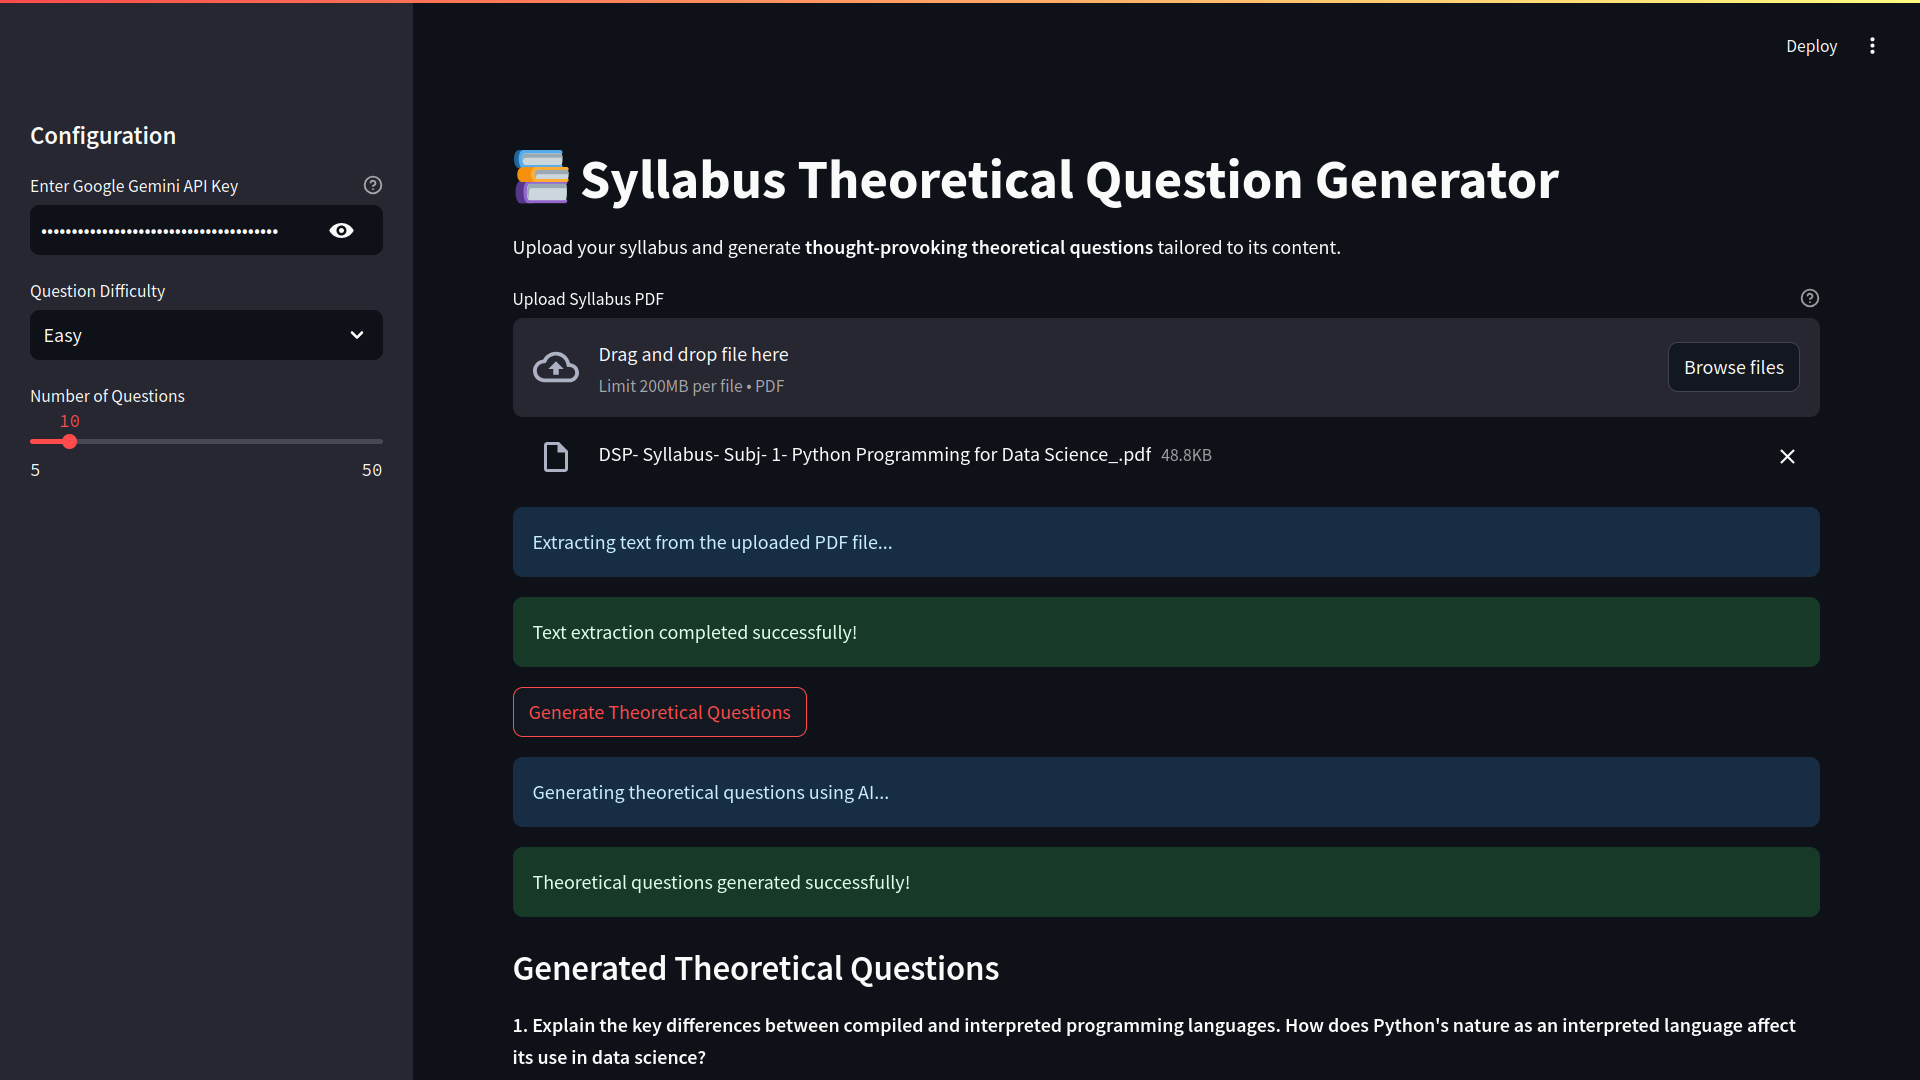 Deploy
Configuration
Enter Google Gemini API Key
Question Difficulty
Easy
Number of Questions
10
5 50
Syllabus Theoretical Question Generator
Upload your syllabus and generate thought-provoking theoretical questions tailored to its content.
Upload Syllabus PDF
Drag and drop file here
Limit 200MB per file • PDF
Browse files
DSP- Syllabus- Subj- 1- Python Programming for Data Science_.pdf 48.8KB
Extracting text from the uploaded PDF file...
Text extraction completed successfully!
Generate Theoretical Questions
Generating theoretical questions using AI...
Theoretical questions generated successfully!
Generated Theoretical Questions
1. Explain the key differences between compiled and interpreted programming languages. How does Python's nature as an interpreted language affect
its use in data science?